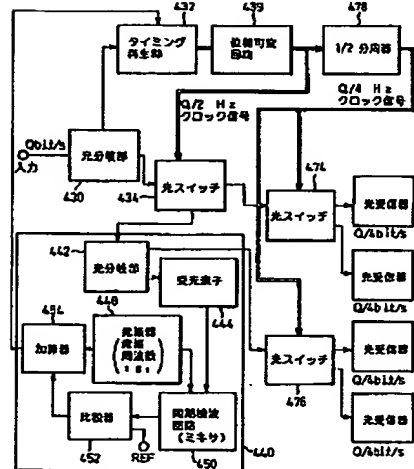 432
439
478
タイミング
再生部
位相可変
回路
1/2 分周器
Q/2 Hz
クロック信号
Q/4 Hz
クロック信号
Qbit/s
入力
光分岐部
430
434
光スイッチ
474
光スイッチ
光受信器
Q/4bit/s
光受信器
Q/4bit/s
442
光分岐部
受光素子
444
454
448
加算器
発振器
発振
周波数
同期検波
回路
(ミキサ)
450
440
比較器
452
REF
光スイッチ
476
光受信器
Q/4bit/s
光受信器
Q/4bit/s